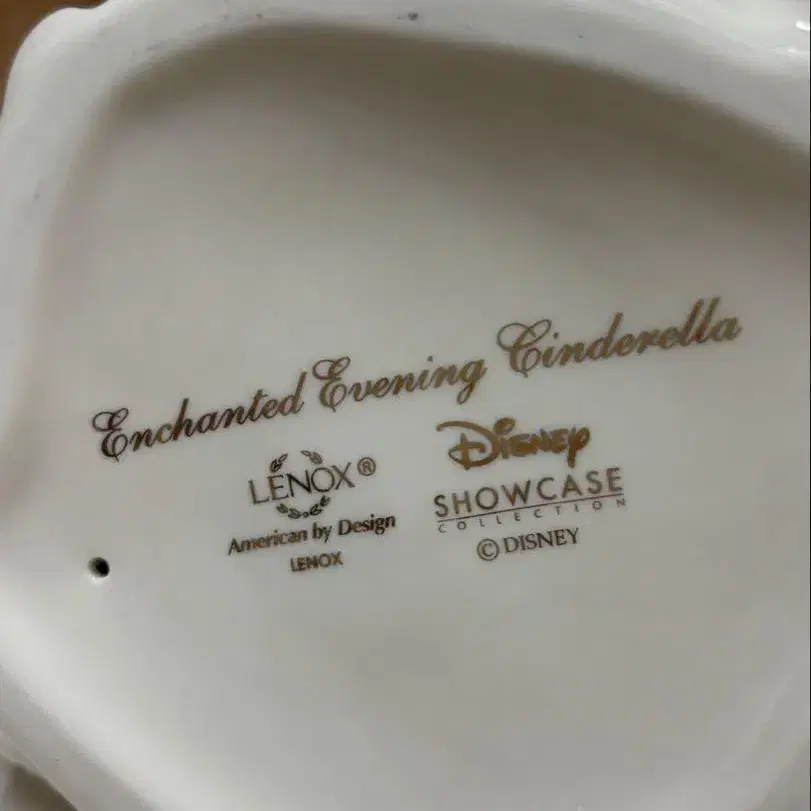 Enchanted Evening Cinderella
LENOX®
American by Design
LENOX
Disney
SHOWCASE
COLLECTION
© DISNEY